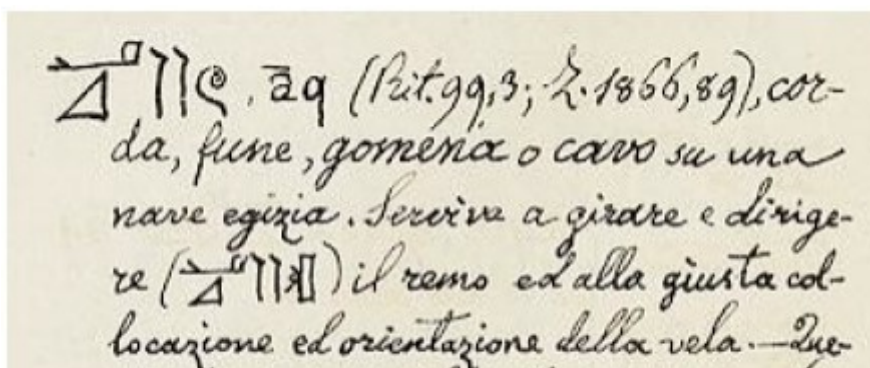 āq (Rit. 99,3; Z. 1866,89), cor-
da, fune, gomena o cavo su una
nave egizia. Serviva a girare e dirige-
re ( ) il remo ed alla giusta col-
locazione ed orientazione della vela. — Que-